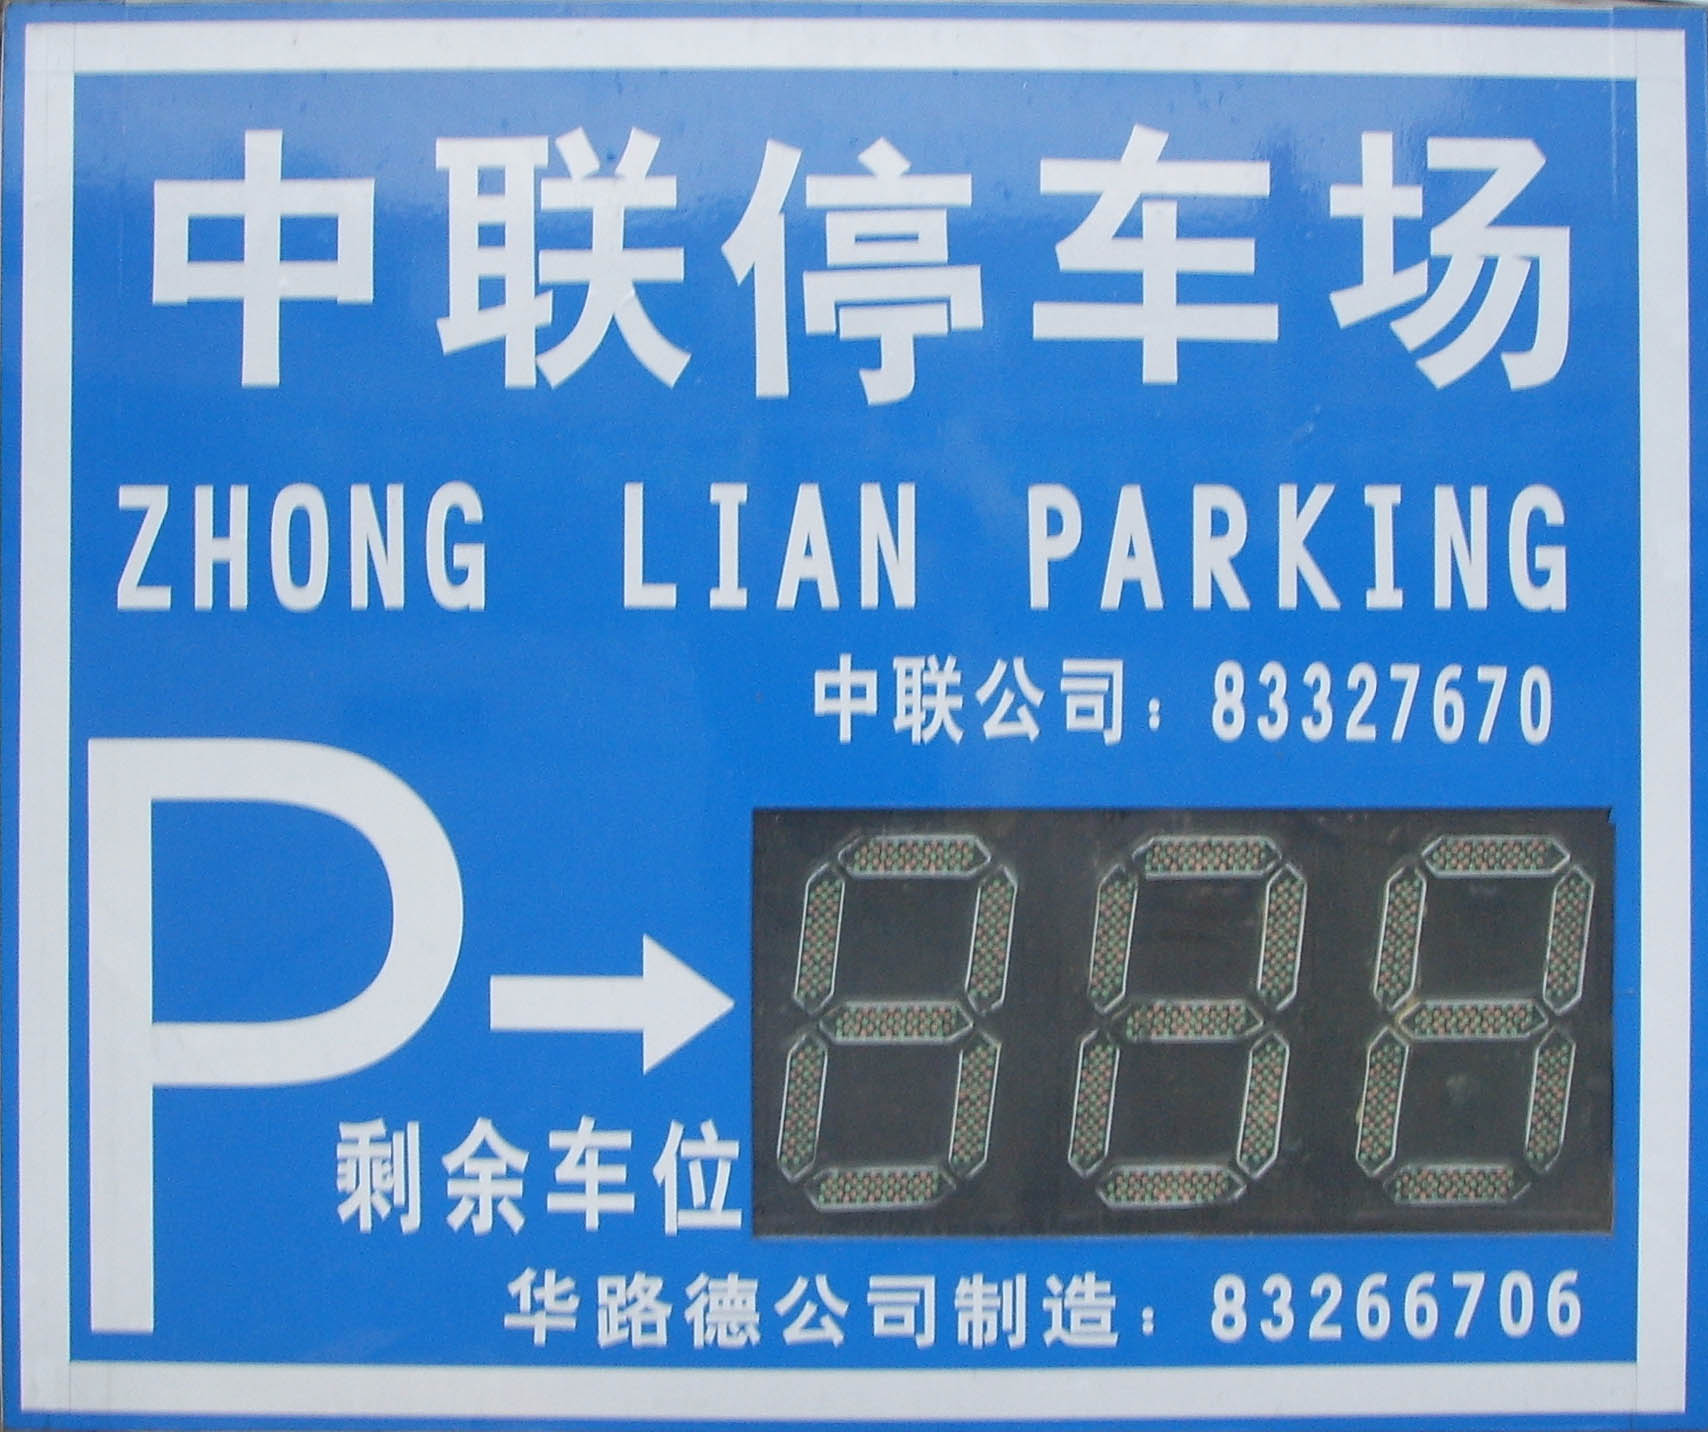 中联停车场
ZHONG LIAN PARKING
中联公司：83327670
P
剩余车位
华路德公司制造：83266706